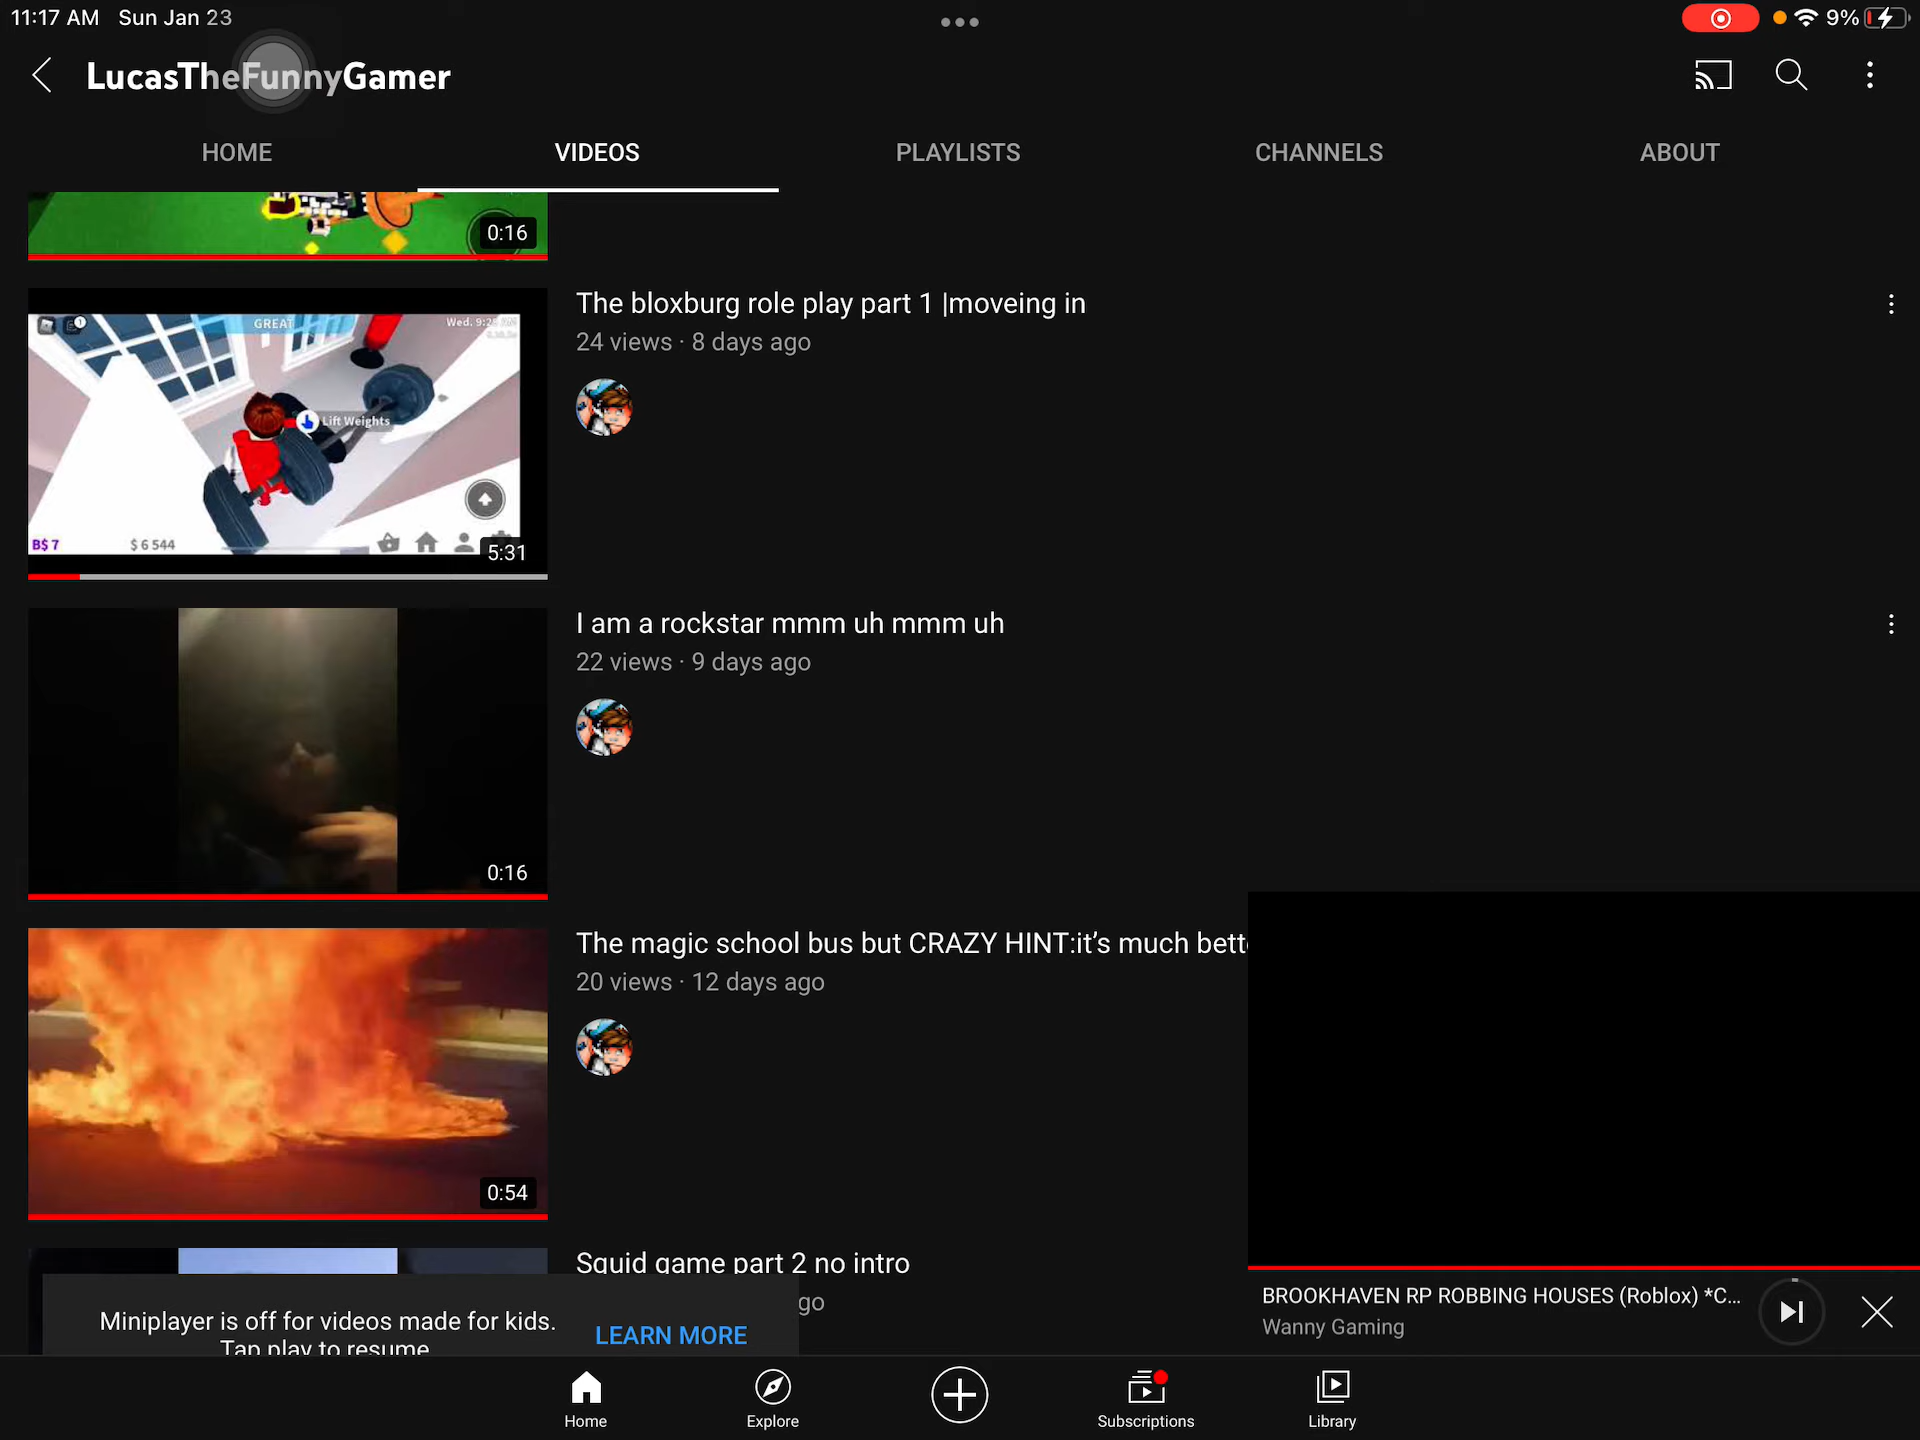 11:17 AM Sun Jan 23
9%
LucasTheFunnyGamer
HOME VIDEOS PLAYLISTS CHANNELS ABOUT
0:16
The bloxburg role play part 1 |moveing in
24 views · 8 days ago
GREAT
Wed. 9:2
1
Lift Weights
B$ 7
$ 6 544
5:31
I am a rockstar mmm uh mmm uh
22 views · 9 days ago
0:16
The magic school bus but CRAZY HINT:it’s much bett
20 views · 12 days ago
0:54
Squid game part 2 no intro
go
Miniplayer is off for videos made for kids.
Tap play to resume
LEARN MORE
BROOKHAVEN RP ROBBING HOUSES (Roblox) *C...
Wanny Gaming
Home Explore Subscriptions Library